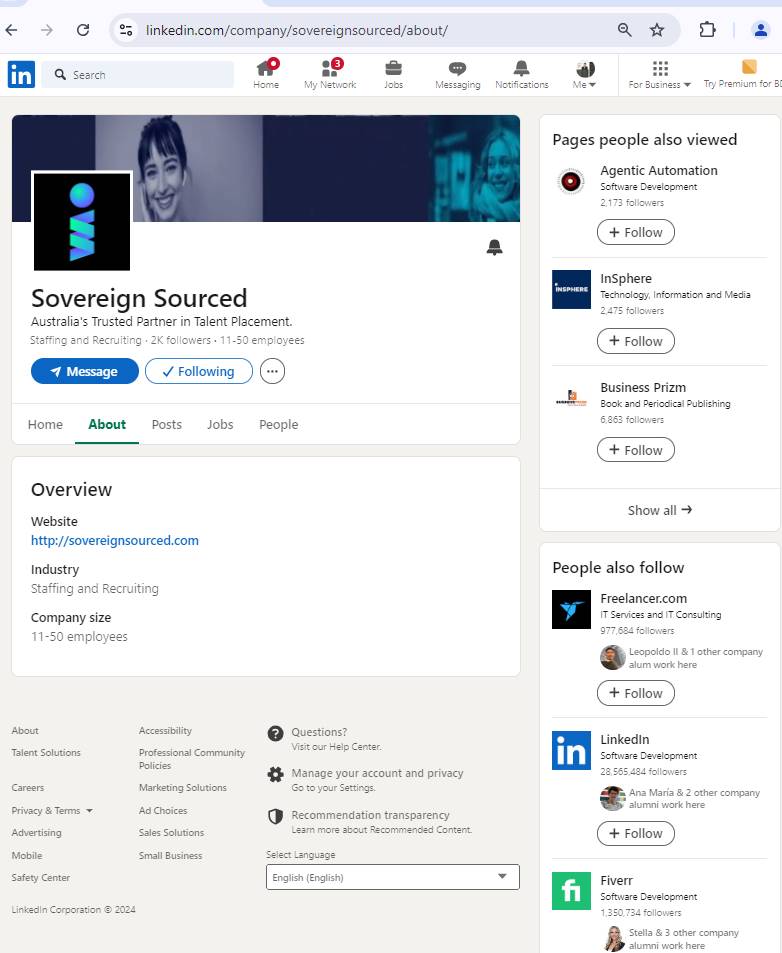 linkedin.com/company/sovereignsourced/about/
in
Search
Home
My Network
3
Jobs
Messaging
Notifications
Me
For Business
Try Premium for
Sovereign Sourced
Australia's Trusted Partner in Talent Placement.
Staffing and Recruiting · 2K followers · 11-50 employees
Message
Following
Home
About
Posts
Jobs
People
Overview
Website
http://sovereignsourced.com
Industry
Staffing and Recruiting
Company size
11-50 employees
Pages people also viewed
Agentic Automation
Software Development
2,173 followers
+ Follow
INSPHERE
InSphere
Technology, Information and Media
2,475 followers
+ Follow
Business Prizm
Book and Periodical Publishing
6,863 followers
+ Follow
Show all →
People also follow
Freelancer.com
IT Services and IT Consulting
977,684 followers
Leopoldo II & 1 other company
alum work here
+ Follow
in
LinkedIn
Software Development
28,565,484 followers
Ana María & 2 other company
alumni work here
+ Follow
fi
Fiverr
Software Development
1,350,734 followers
Stella & 3 other company
alumni work here
About
Accessibility
Talent Solutions
Professional Community
Policies
Careers
Marketing Solutions
Privacy & Terms
Ad Choices
Advertising
Sales Solutions
Mobile
Small Business
Safety Center
Questions?
Visit our Help Center.
Manage your account and privacy
Go to your Settings.
Recommendation transparency
Learn more about Recommended Content.
Select Language
English (English)
LinkedIn Corporation © 2024